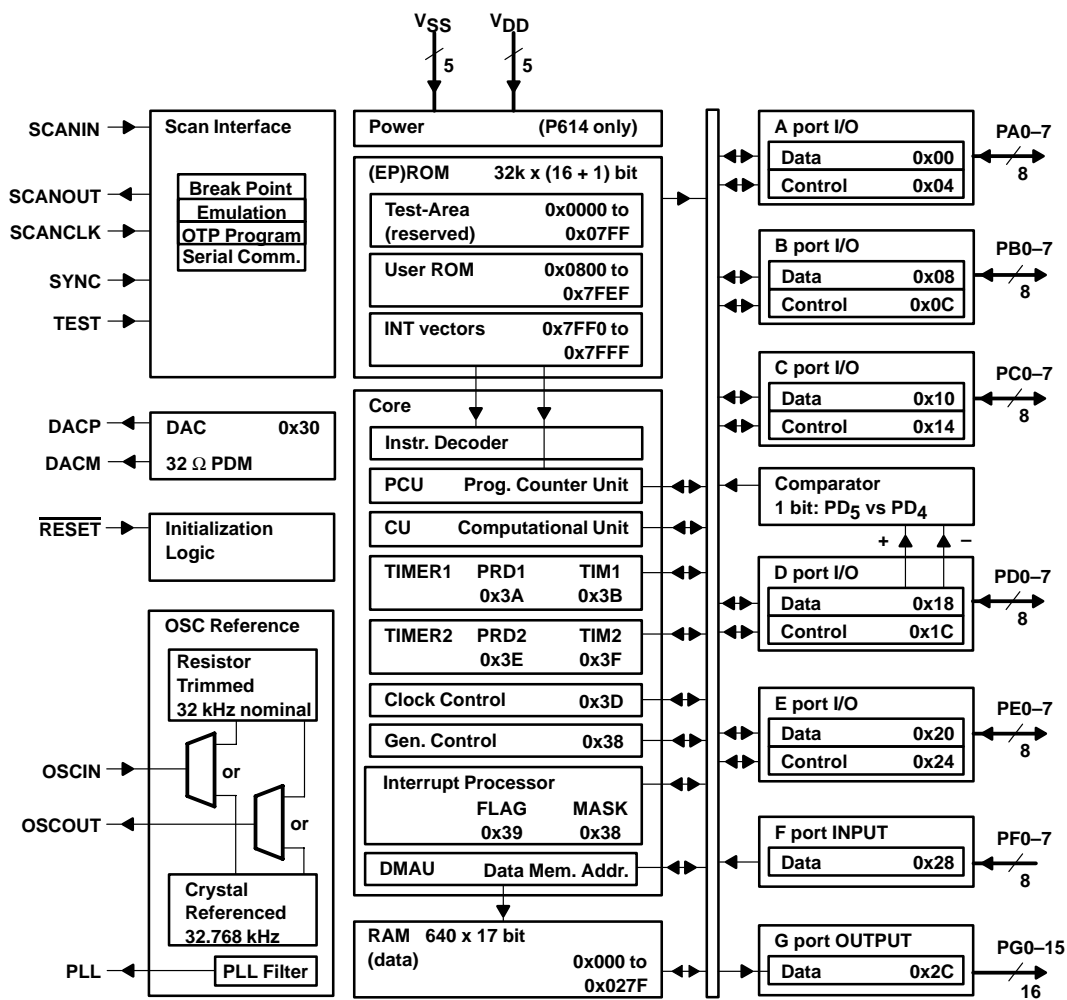 VSS
VDD
5
5
SCANIN
SCANOUT
SCANCLK
SYNC
TEST
Scan Interface
Break Point
Emulation
OTP Program
Serial Comm.
DACP
DACM
DAC 0x30
32 Ω PDM
RESET
Initialization
Logic
OSC Reference
Resistor
Trimmed
32 kHz nominal
OSCIN
or
OSCOUT
or
Crystal
Referenced
32.768 kHz
PLL
PLL Filter
Power (P614 only)
(EP)ROM 32k x (16 + 1) bit
Test-Area 0x0000 to
(reserved) 0x07FF
User ROM 0x0800 to
0x7FEF
INT vectors 0x7FF0 to
0x7FFF
Core
Instr. Decoder
PCU Prog. Counter Unit
CU Computational Unit
TIMER1 PRD1 TIM1
0x3A 0x3B
TIMER2 PRD2 TIM2
0x3E 0x3F
Clock Control 0x3D
Gen. Control 0x38
Interrupt Processor
FLAG MASK
0x39 0x38
DMAU Data Mem. Addr.
RAM 640 x 17 bit
(data) 0x000 to
0x027F
A port I/O
Data 0x00
Control 0x04
PA0–7
8
B port I/O
Data 0x08
Control 0x0C
PB0–7
8
C port I/O
Data 0x10
Control 0x14
PC0–7
8
Comparator
1 bit: PD5 vs PD4
+ –
D port I/O
Data 0x18
Control 0x1C
PD0–7
8
E port I/O
Data 0x20
Control 0x24
PE0–7
8
F port INPUT
Data 0x28
PF0–7
8
G port OUTPUT
Data 0x2C
PG0–15
16